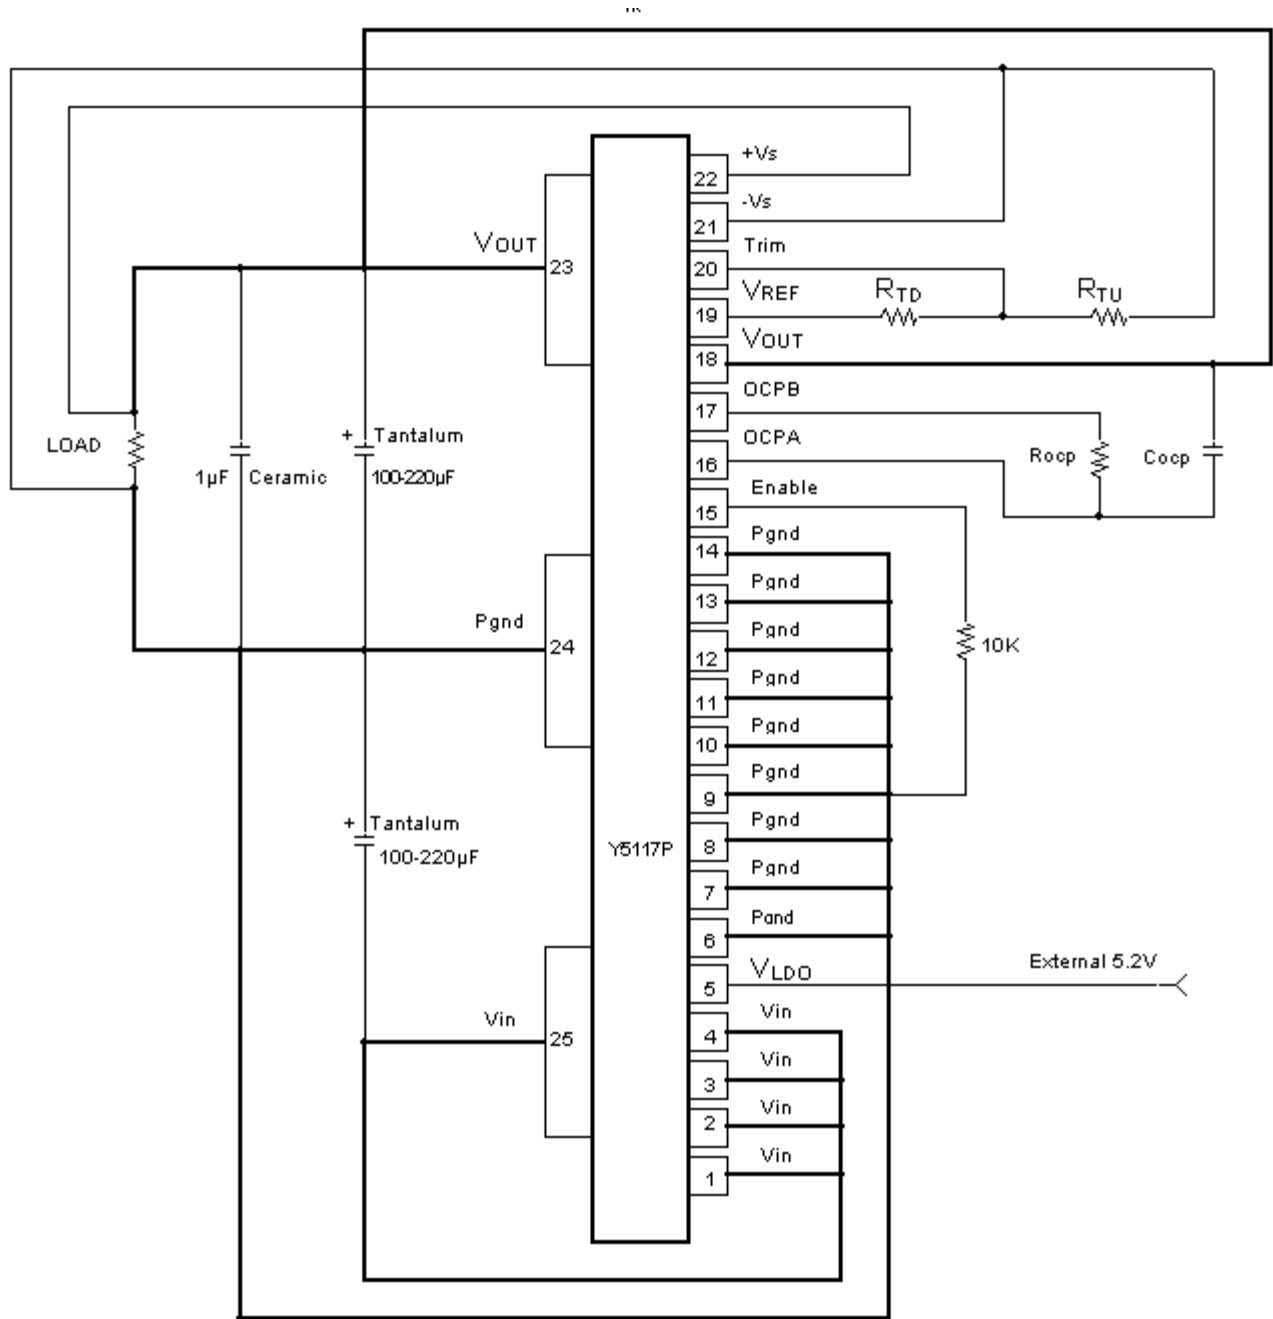 +Vs
22
-Vs
21
Trim
20
VREF
19
RTD
RTU
VOUT
18
VOUT
23
OCPB
17
OCPA
16
Rocp
Cocp
LOAD
1µF Ceramic
+ Tantalum
100-220µF
Enable
15
Pgnd
14
Pgnd
13
Pgnd
12
10K
Pgnd
24
Pgnd
11
Pgnd
10
Pgnd
9
Pgnd
8
+ Tantalum
100-220µF
Y5117P
Pgnd
7
Pand
6
VLDO
5
External 5.2V
Vin
4
Vin
25
Vin
3
Vin
2
Vin
1